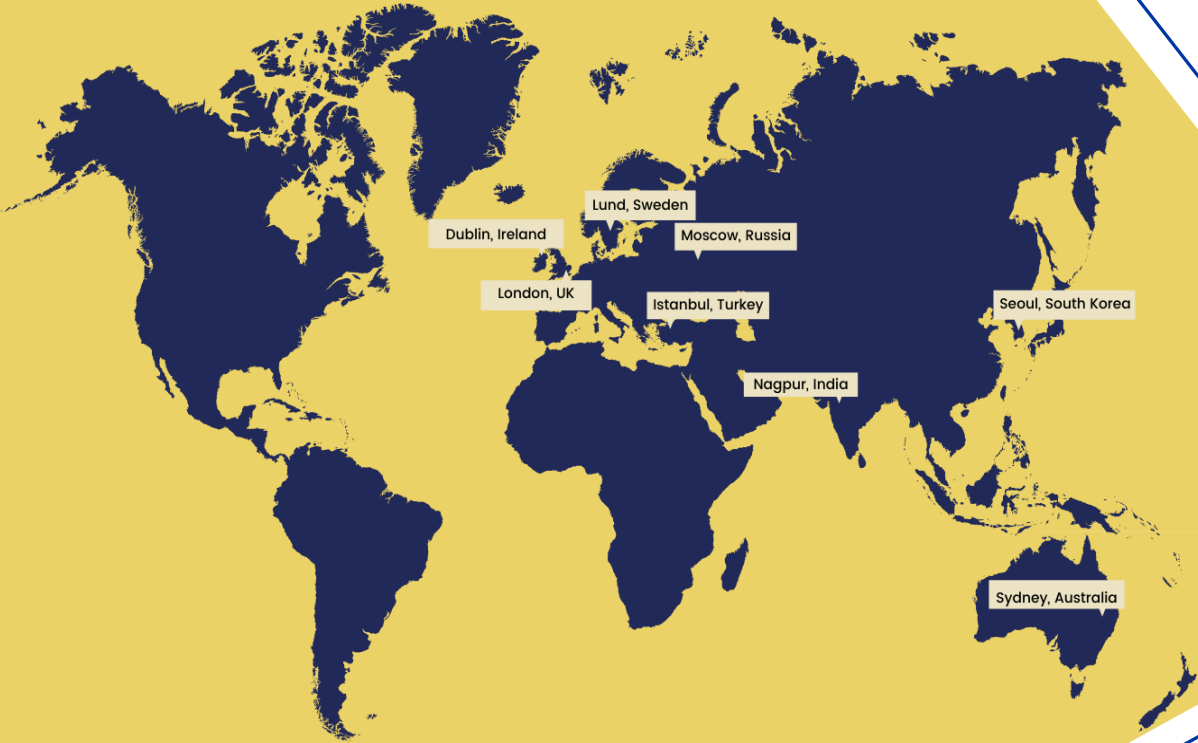 Lund, Sweden
Dublin, Ireland
Moscow, Russia
London, UK
Istanbul, Turkey
Seoul, South Korea
Nagpur, India
Sydney, Australia